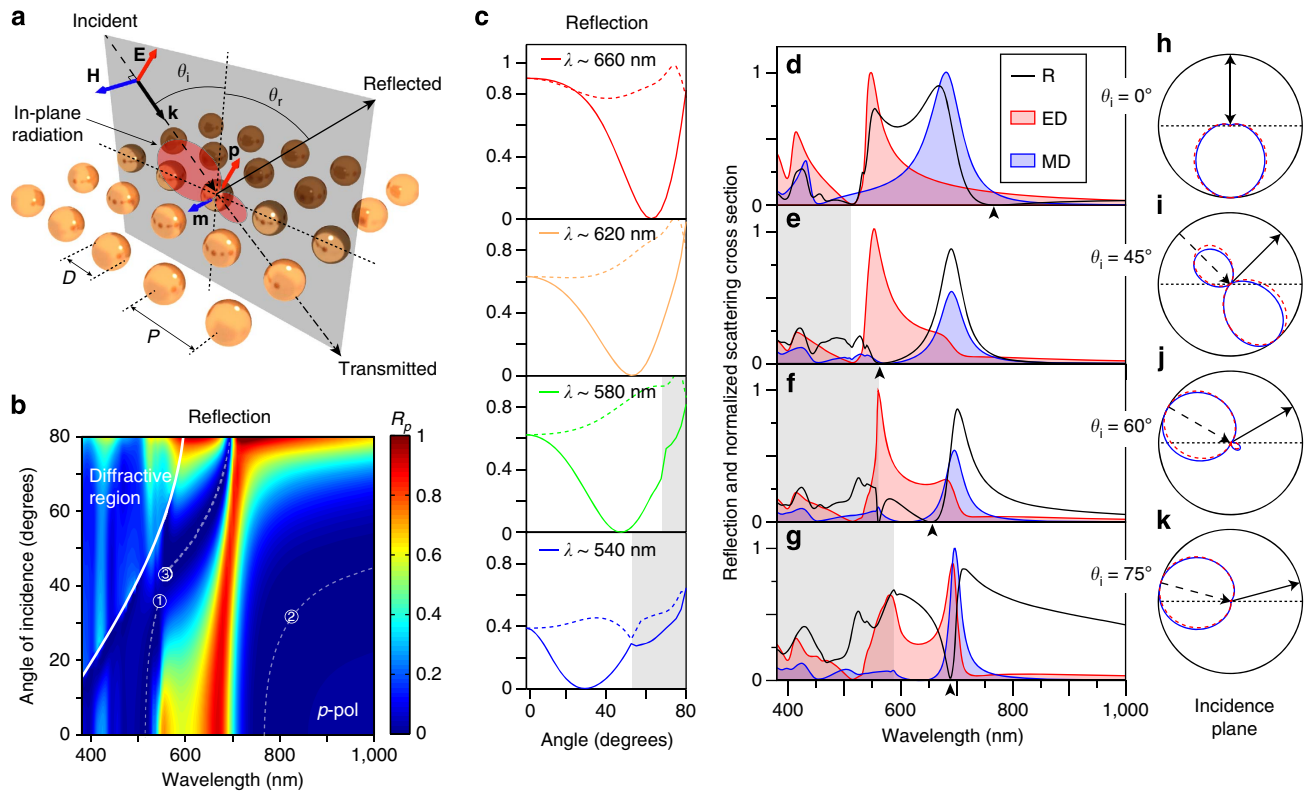 a
Incident
E
H
θi
θr
k
Reflected
In-plane
radiation
p
m
D
P
Transmitted
b
Reflection
Rp
Diffractive
region
③
①
②
p-pol
80
60
40
20
0
400
600
800
1,000
Angle of incidence (degrees)
Wavelength (nm)
1
0.8
0.6
0.4
0.2
0
c
Reflection
λ ~ 660 nm
λ ~ 620 nm
λ ~ 580 nm
λ ~ 540 nm
1
0.8
0.4
0
0.8
0.4
0
0.8
0.4
0
0.8
0.4
0
0
40
80
Angle (degrees)
d
R
ED
MD
e
f
g
1
0
1
0
1
0
1
0
400
600
800
1,000
Reflection and normalized scattering cross section
Wavelength (nm)
h
θi = 0°
i
θi = 45°
j
θi = 60°
k
θi = 75°
Incidence
plane